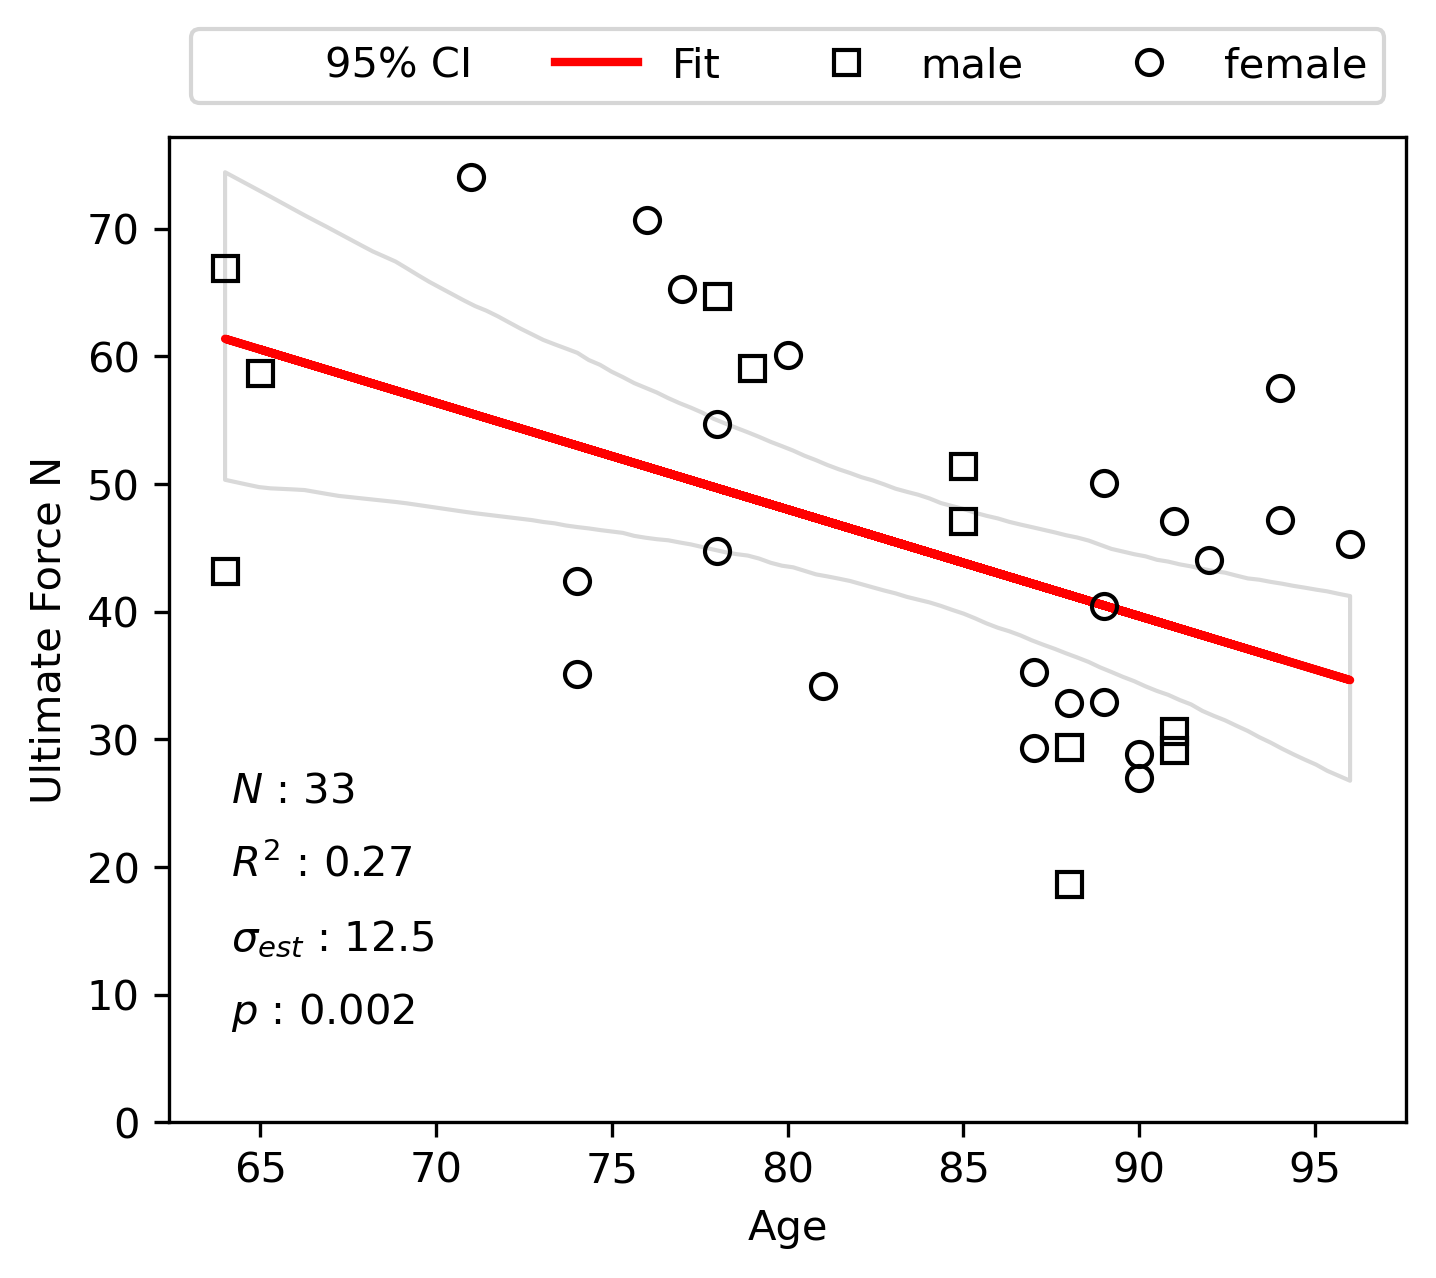 95% CI Fit male female
Ultimate Force N
70
60
50
40
30
20
10
0
N : 33
R² : 0.27
σest : 12.5
p : 0.002
65 70 75 80 85 90 95
Age